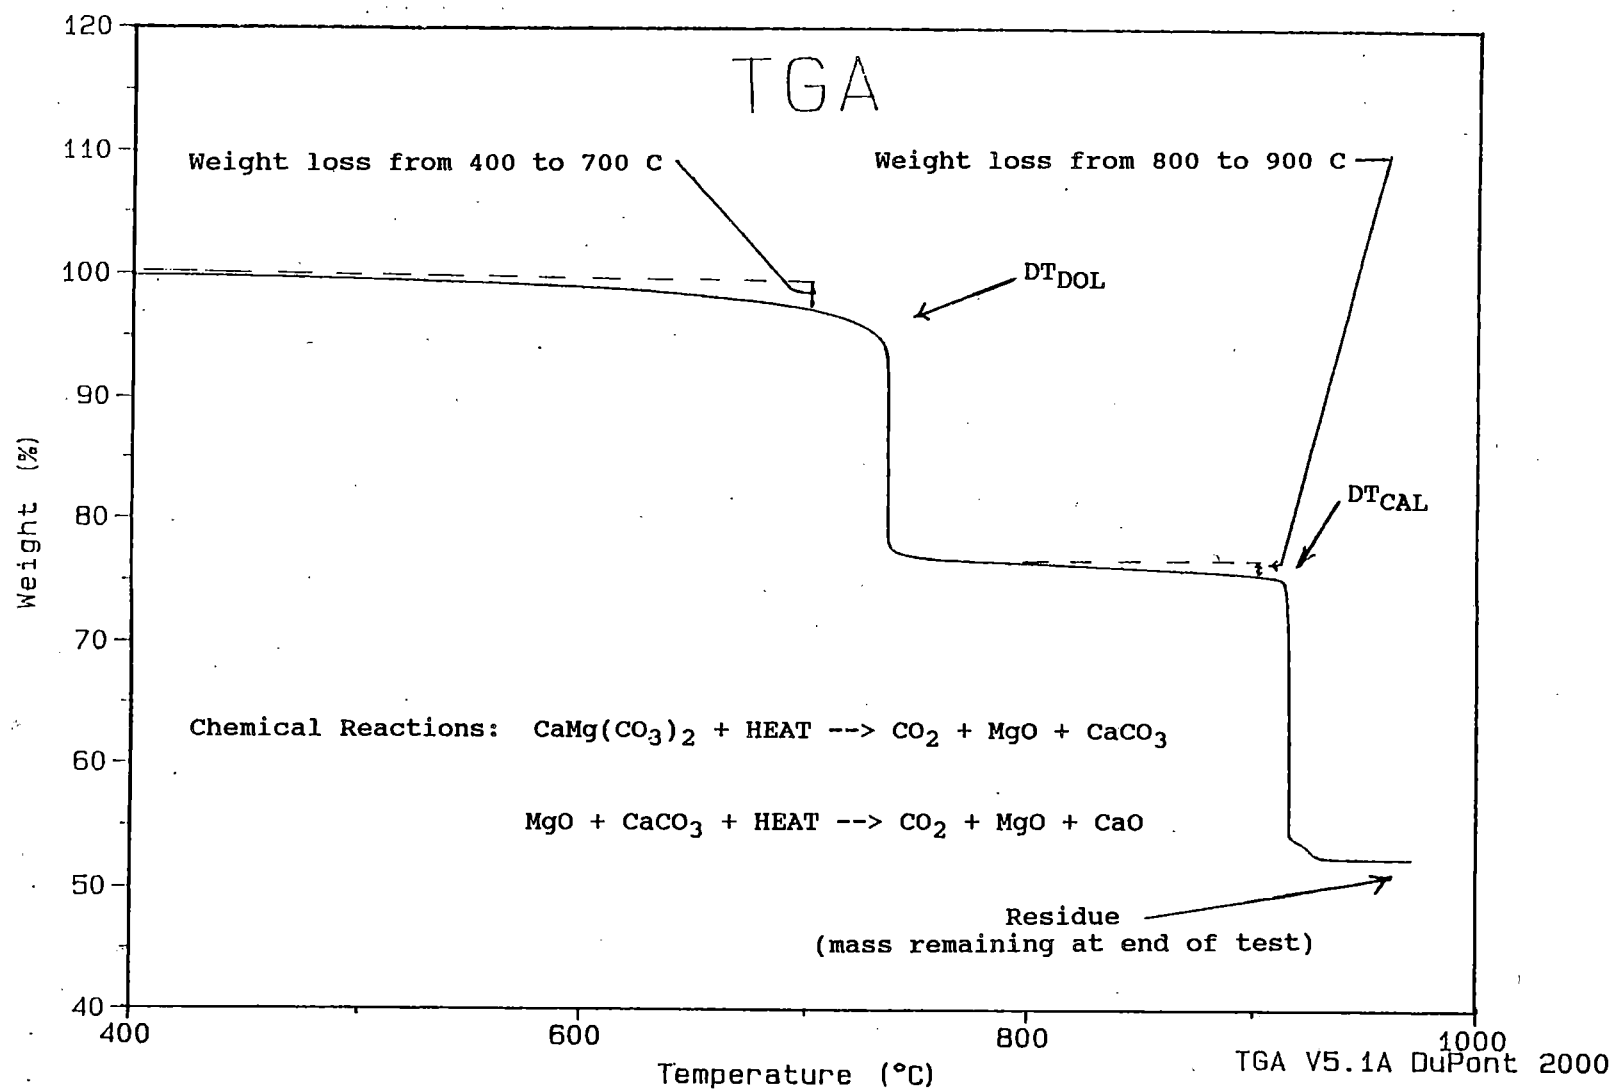 TGA
120
110
100
90
80
70
60
50
40
Weight (%)
Weight loss from 400 to 700 C
Weight loss from 800 to 900 C
DT_DOL
DT_CAL
Chemical Reactions: CaMg(CO₃)₂ + HEAT --> CO₂ + MgO + CaCO₃
MgO + CaCO₃ + HEAT --> CO₂ + MgO + CaO
Residue
(mass remaining at end of test)
400
600
800
1000
Temperature (°C)
TGA V5.1A DuPont 2000